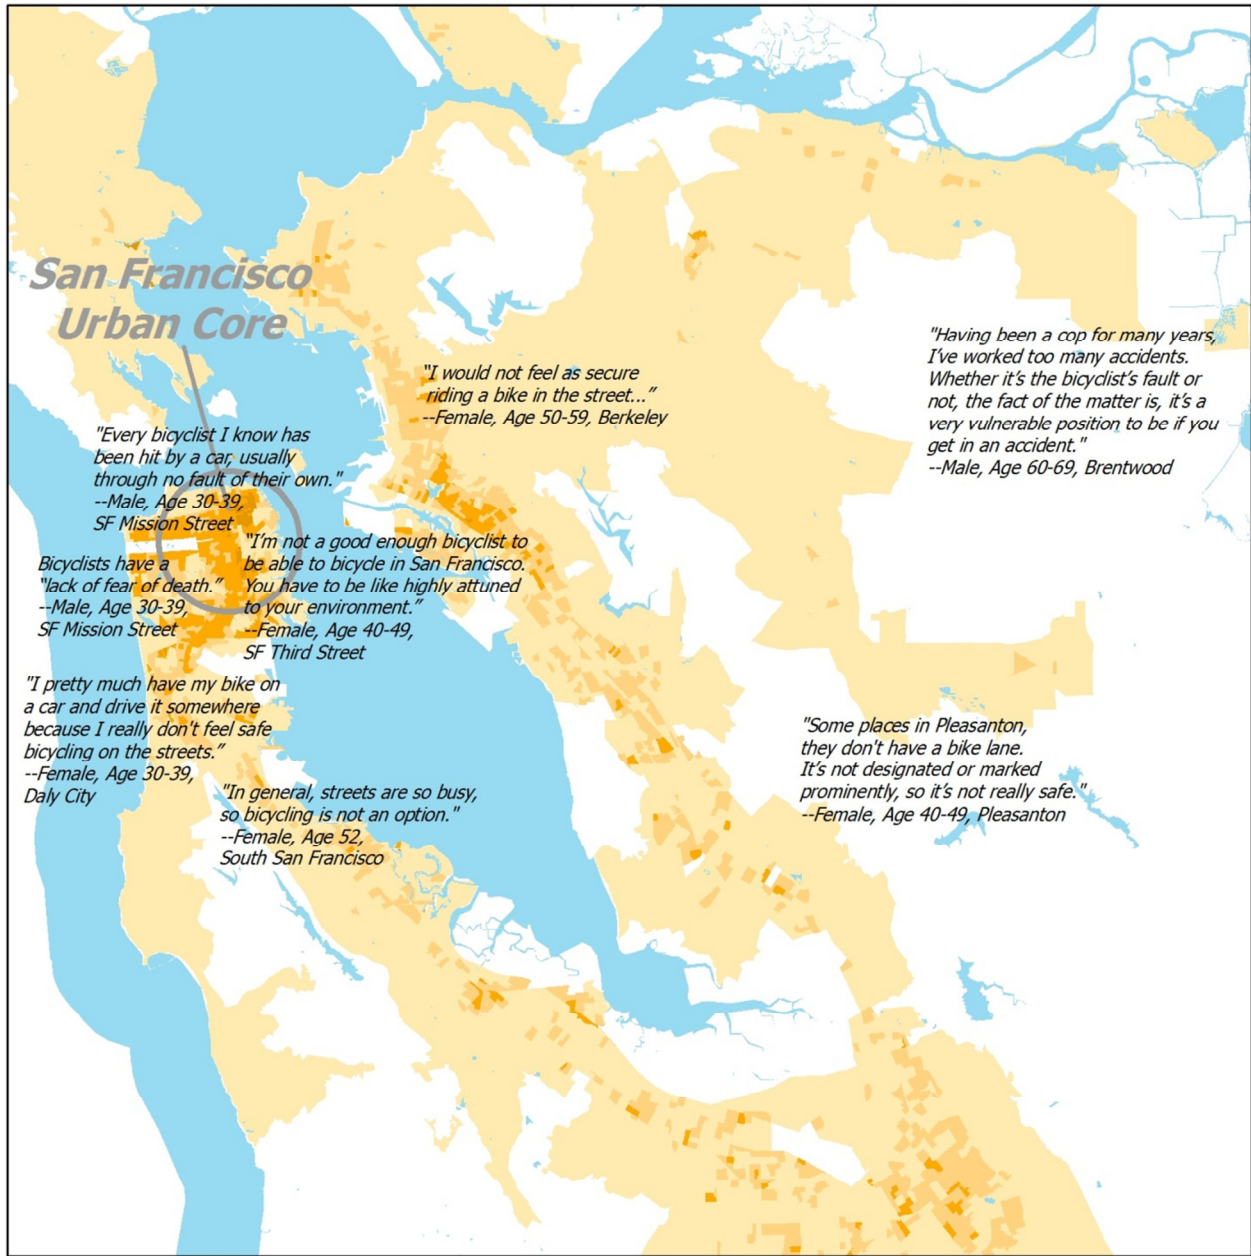 San Francisco
Urban Core
"Having been a cop for many years,
I've worked too many accidents.
Whether it's the bicyclist's fault or
not, the fact of the matter is, it's a
very vulnerable position to be if you
get in an accident."
--Male, Age 60-69, Brentwood
"I would not feel as secure
riding a bike in the street..."
--Female, Age 50-59, Berkeley
"Every bicyclist I know has
been hit by a car, usually
through no fault of their own."
--Male, Age 30-39,
SF Mission Street
"I'm not a good enough bicyclist to
be able to bicycle in San Francisco.
You have to be like highly attuned
to your environment."
--Female, Age 40-49,
SF Third Street
Bicyclists have a
"lack of fear of death."
--Male, Age 30-39,
SF Mission Street
"I pretty much have my bike on
a car and drive it somewhere
because I really don't feel safe
bicycling on the streets."
--Female, Age 30-39,
Daly City
"In general, streets are so busy,
so bicycling is not an option."
--Female, Age 52,
South San Francisco
"Some places in Pleasanton,
they don't have a bike lane.
It's not designated or marked
prominently, so it's not really safe."
--Female, Age 40-49, Pleasanton